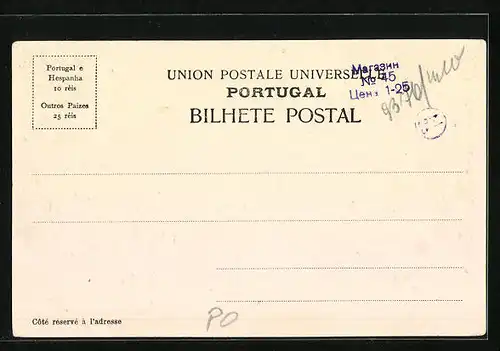 Portugal e
Hespanha
10 réis
Outros Paizes
25 réis
UNION POSTALE UNIVERSELLE
PORTUGAL
BILHETE POSTAL
Магазин
№ 45
Цена 1-25
Côté réservé à l'adresse
PO